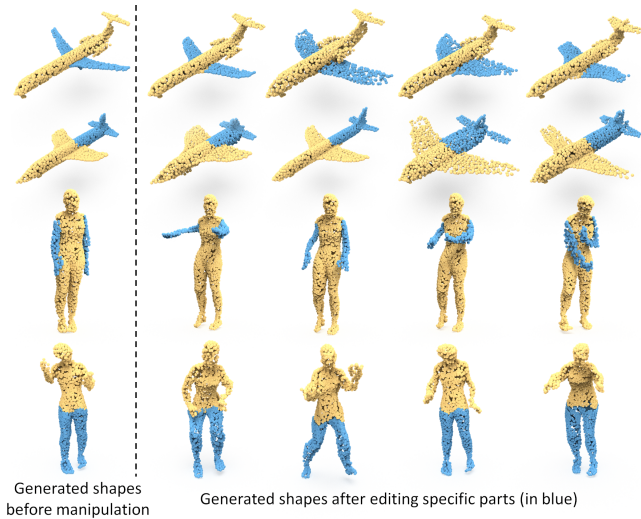 Generated shapes
before manipulation
Generated shapes after editing specific parts (in blue)